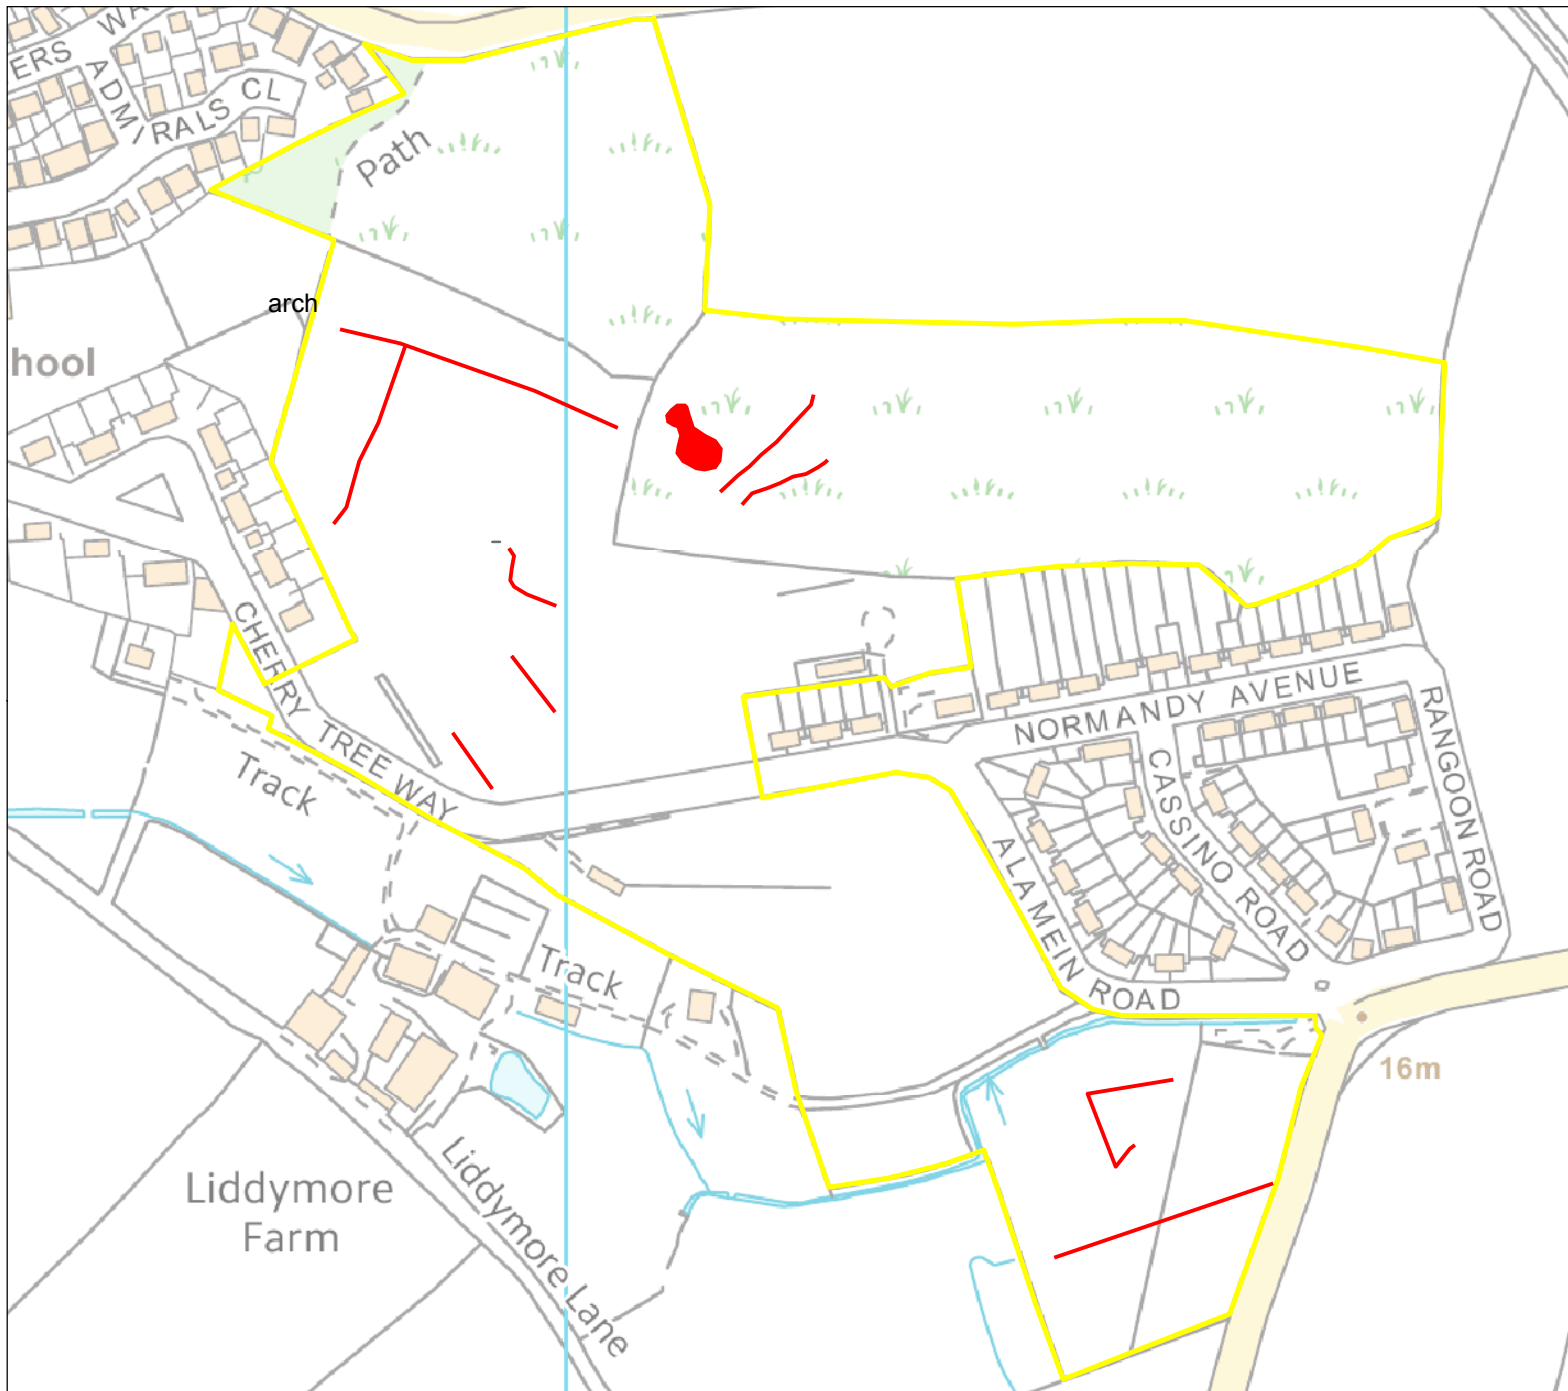 ERS WA
ADMIRALS CL
Path
arch
hool
CHERRY TREE WAY
NORMANDY AVENUE
RANGOON ROAD
CASSINO ROAD
ALAMEIN ROAD
Track
Track
16m
Liddymore
Farm
Liddymore Lane